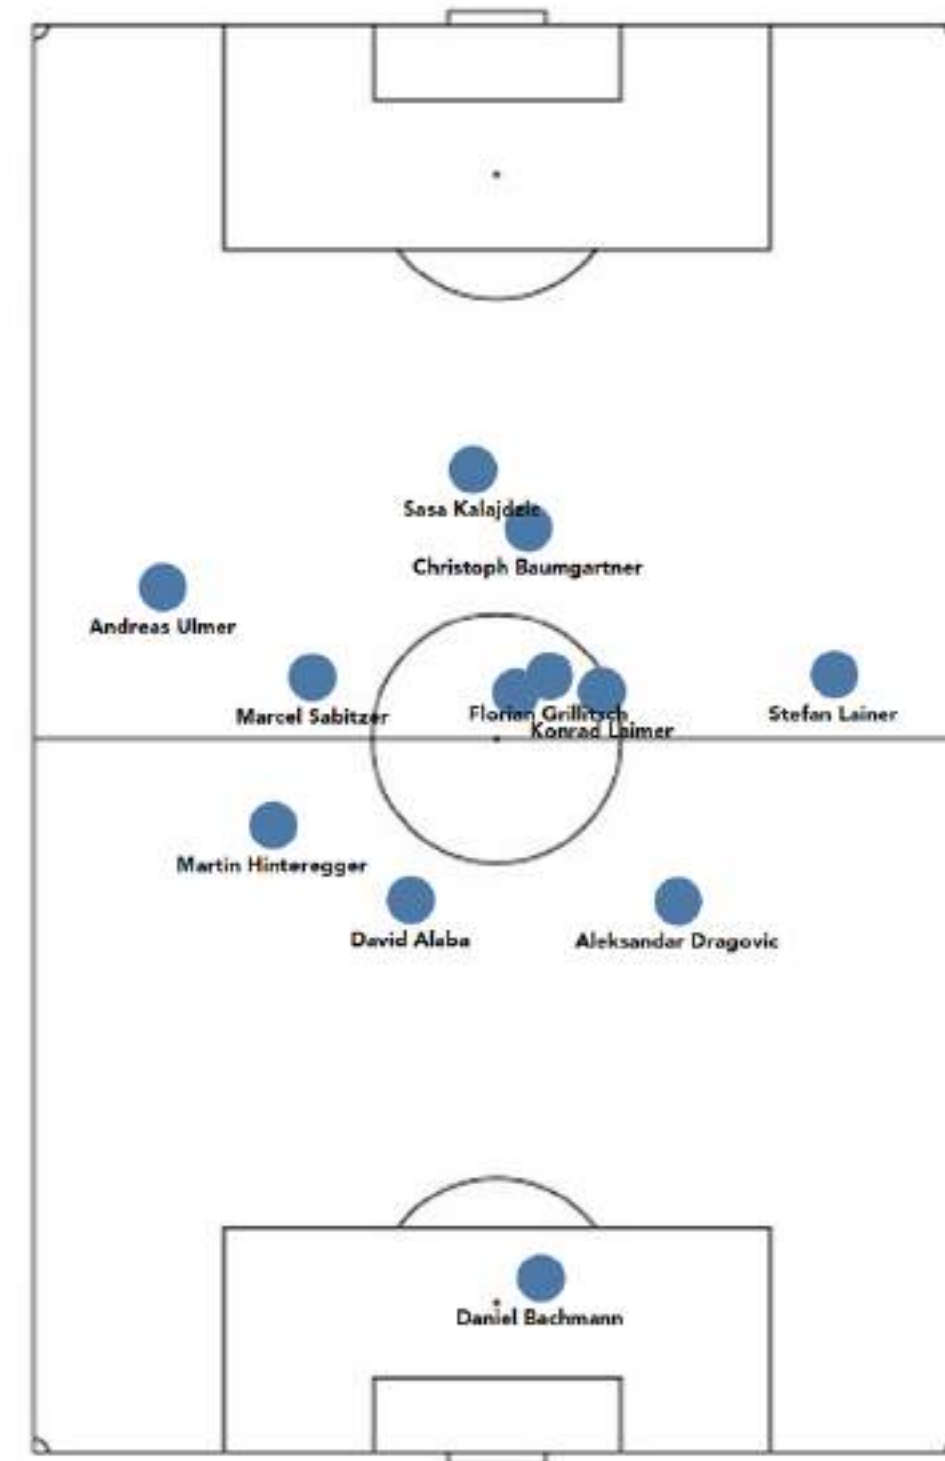 Sasa Kalajdzic
Christoph Baumgartner
Andreas Ulmer
Marcel Sabitzer
Florian Grillitsch
Stefan Lainer
Konrad Laimer
Martin Hinteregger
David Alaba
Aleksandar Dragovic
Daniel Bachmann